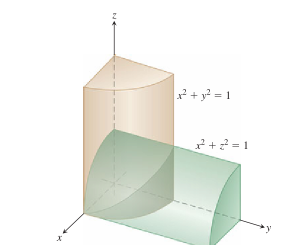 z
x² + y² = 1
x² + z² = 1
y
x